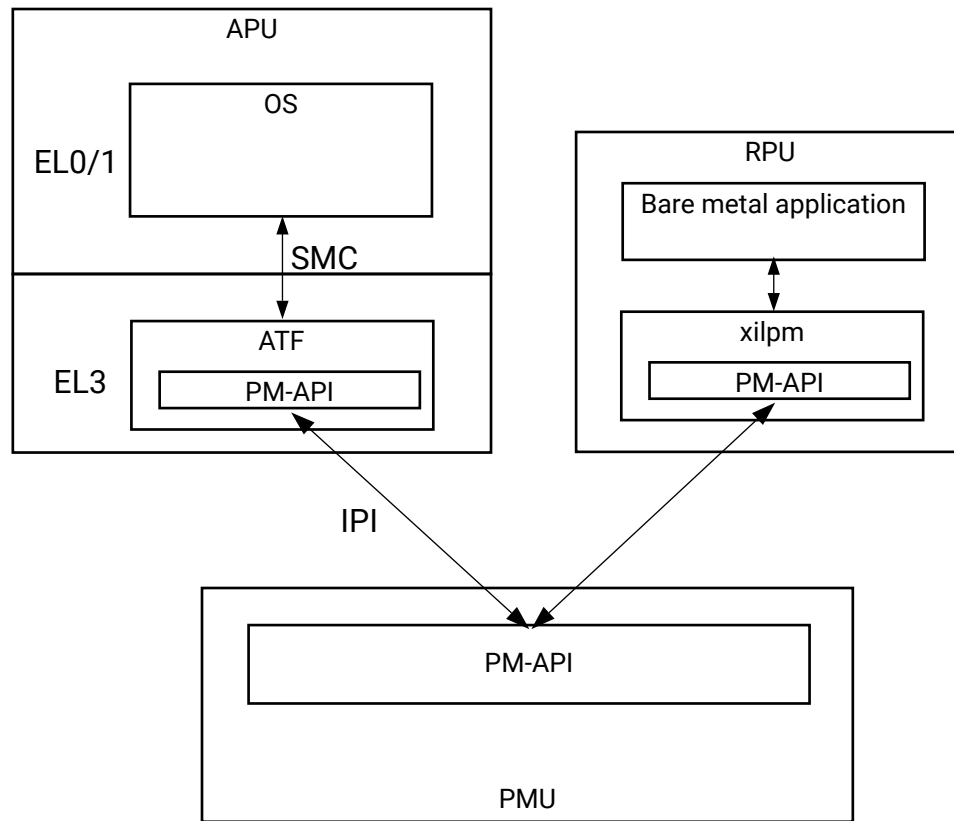 APU
OS
EL0/1
SMC
ATF
EL3
PM-API
RPU
Bare metal application
xilpm
PM-API
IPI
PM-API
PMU